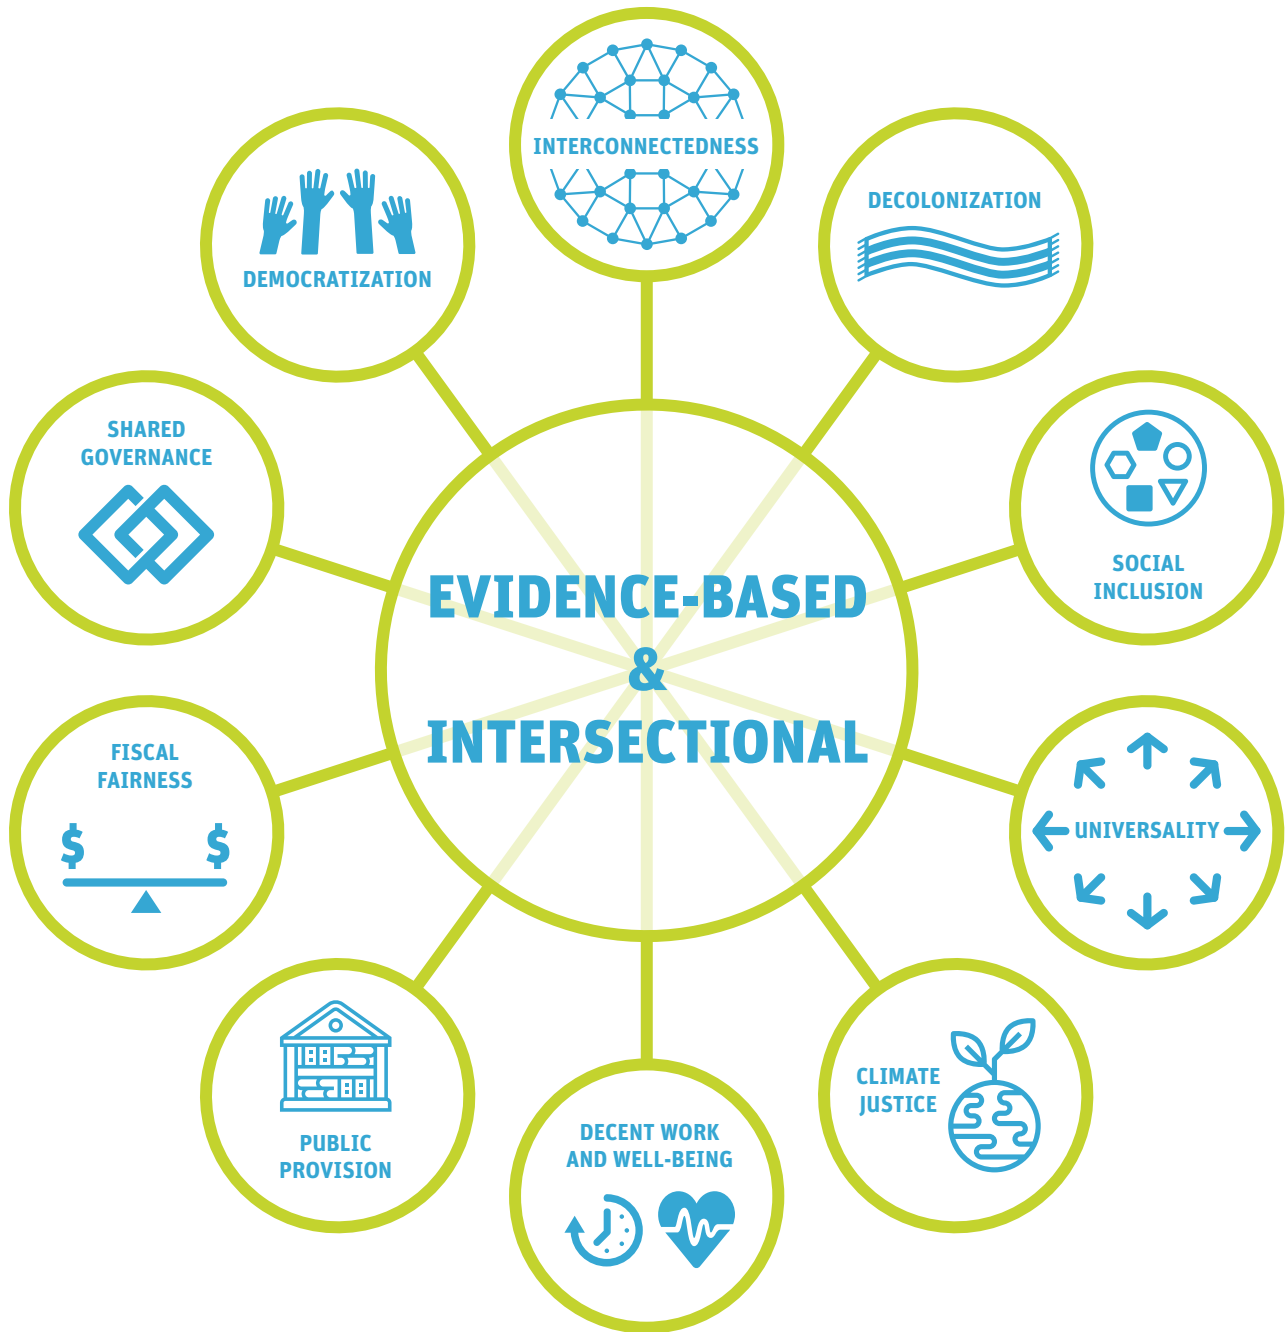 INTERCONNECTEDNESS
DECOLONIZATION
SOCIAL
INCLUSION
UNIVERSALITY
CLIMATE
JUSTICE
DECENT WORK
AND WELL-BEING
PUBLIC
PROVISION
FISCAL
FAIRNESS
$ $
SHARED
GOVERNANCE
DEMOCRATIZATION
EVIDENCE-BASED
&
INTERSECTIONAL